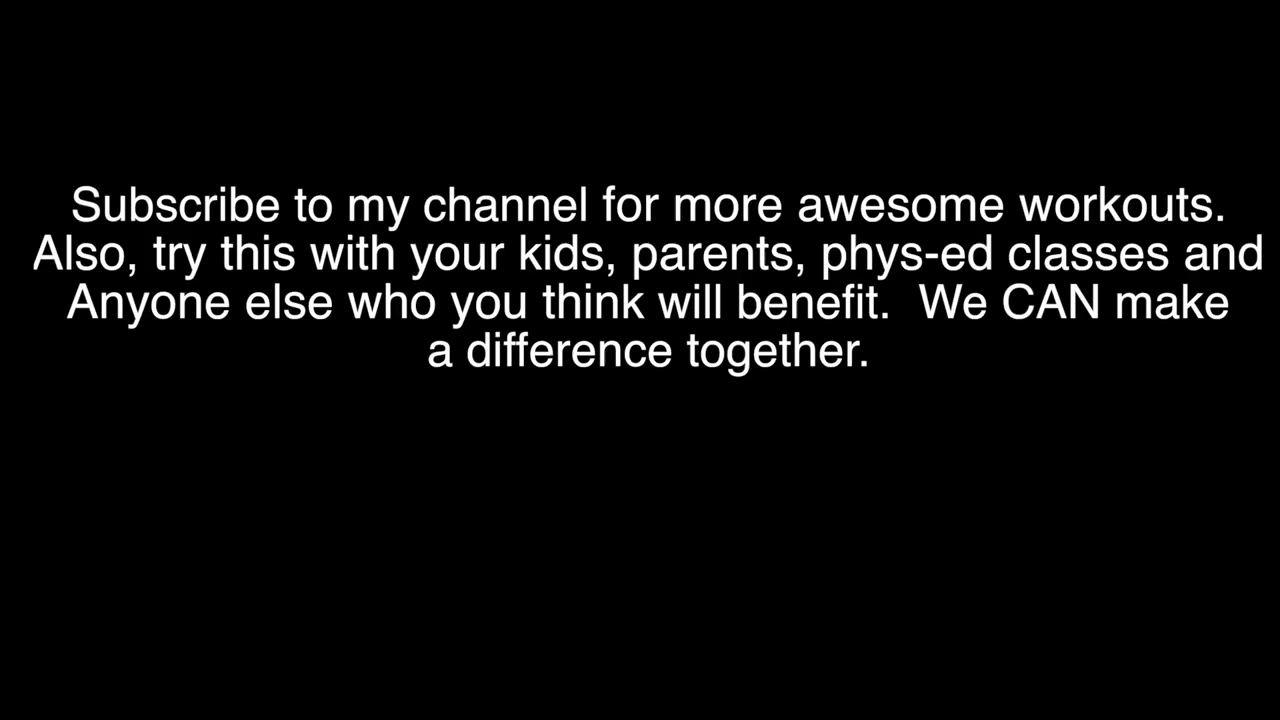 Subscribe to my channel for more awesome workouts.
Also, try this with your kids, parents, phys-ed classes and
Anyone else who you think will benefit.  We CAN make
a difference together.